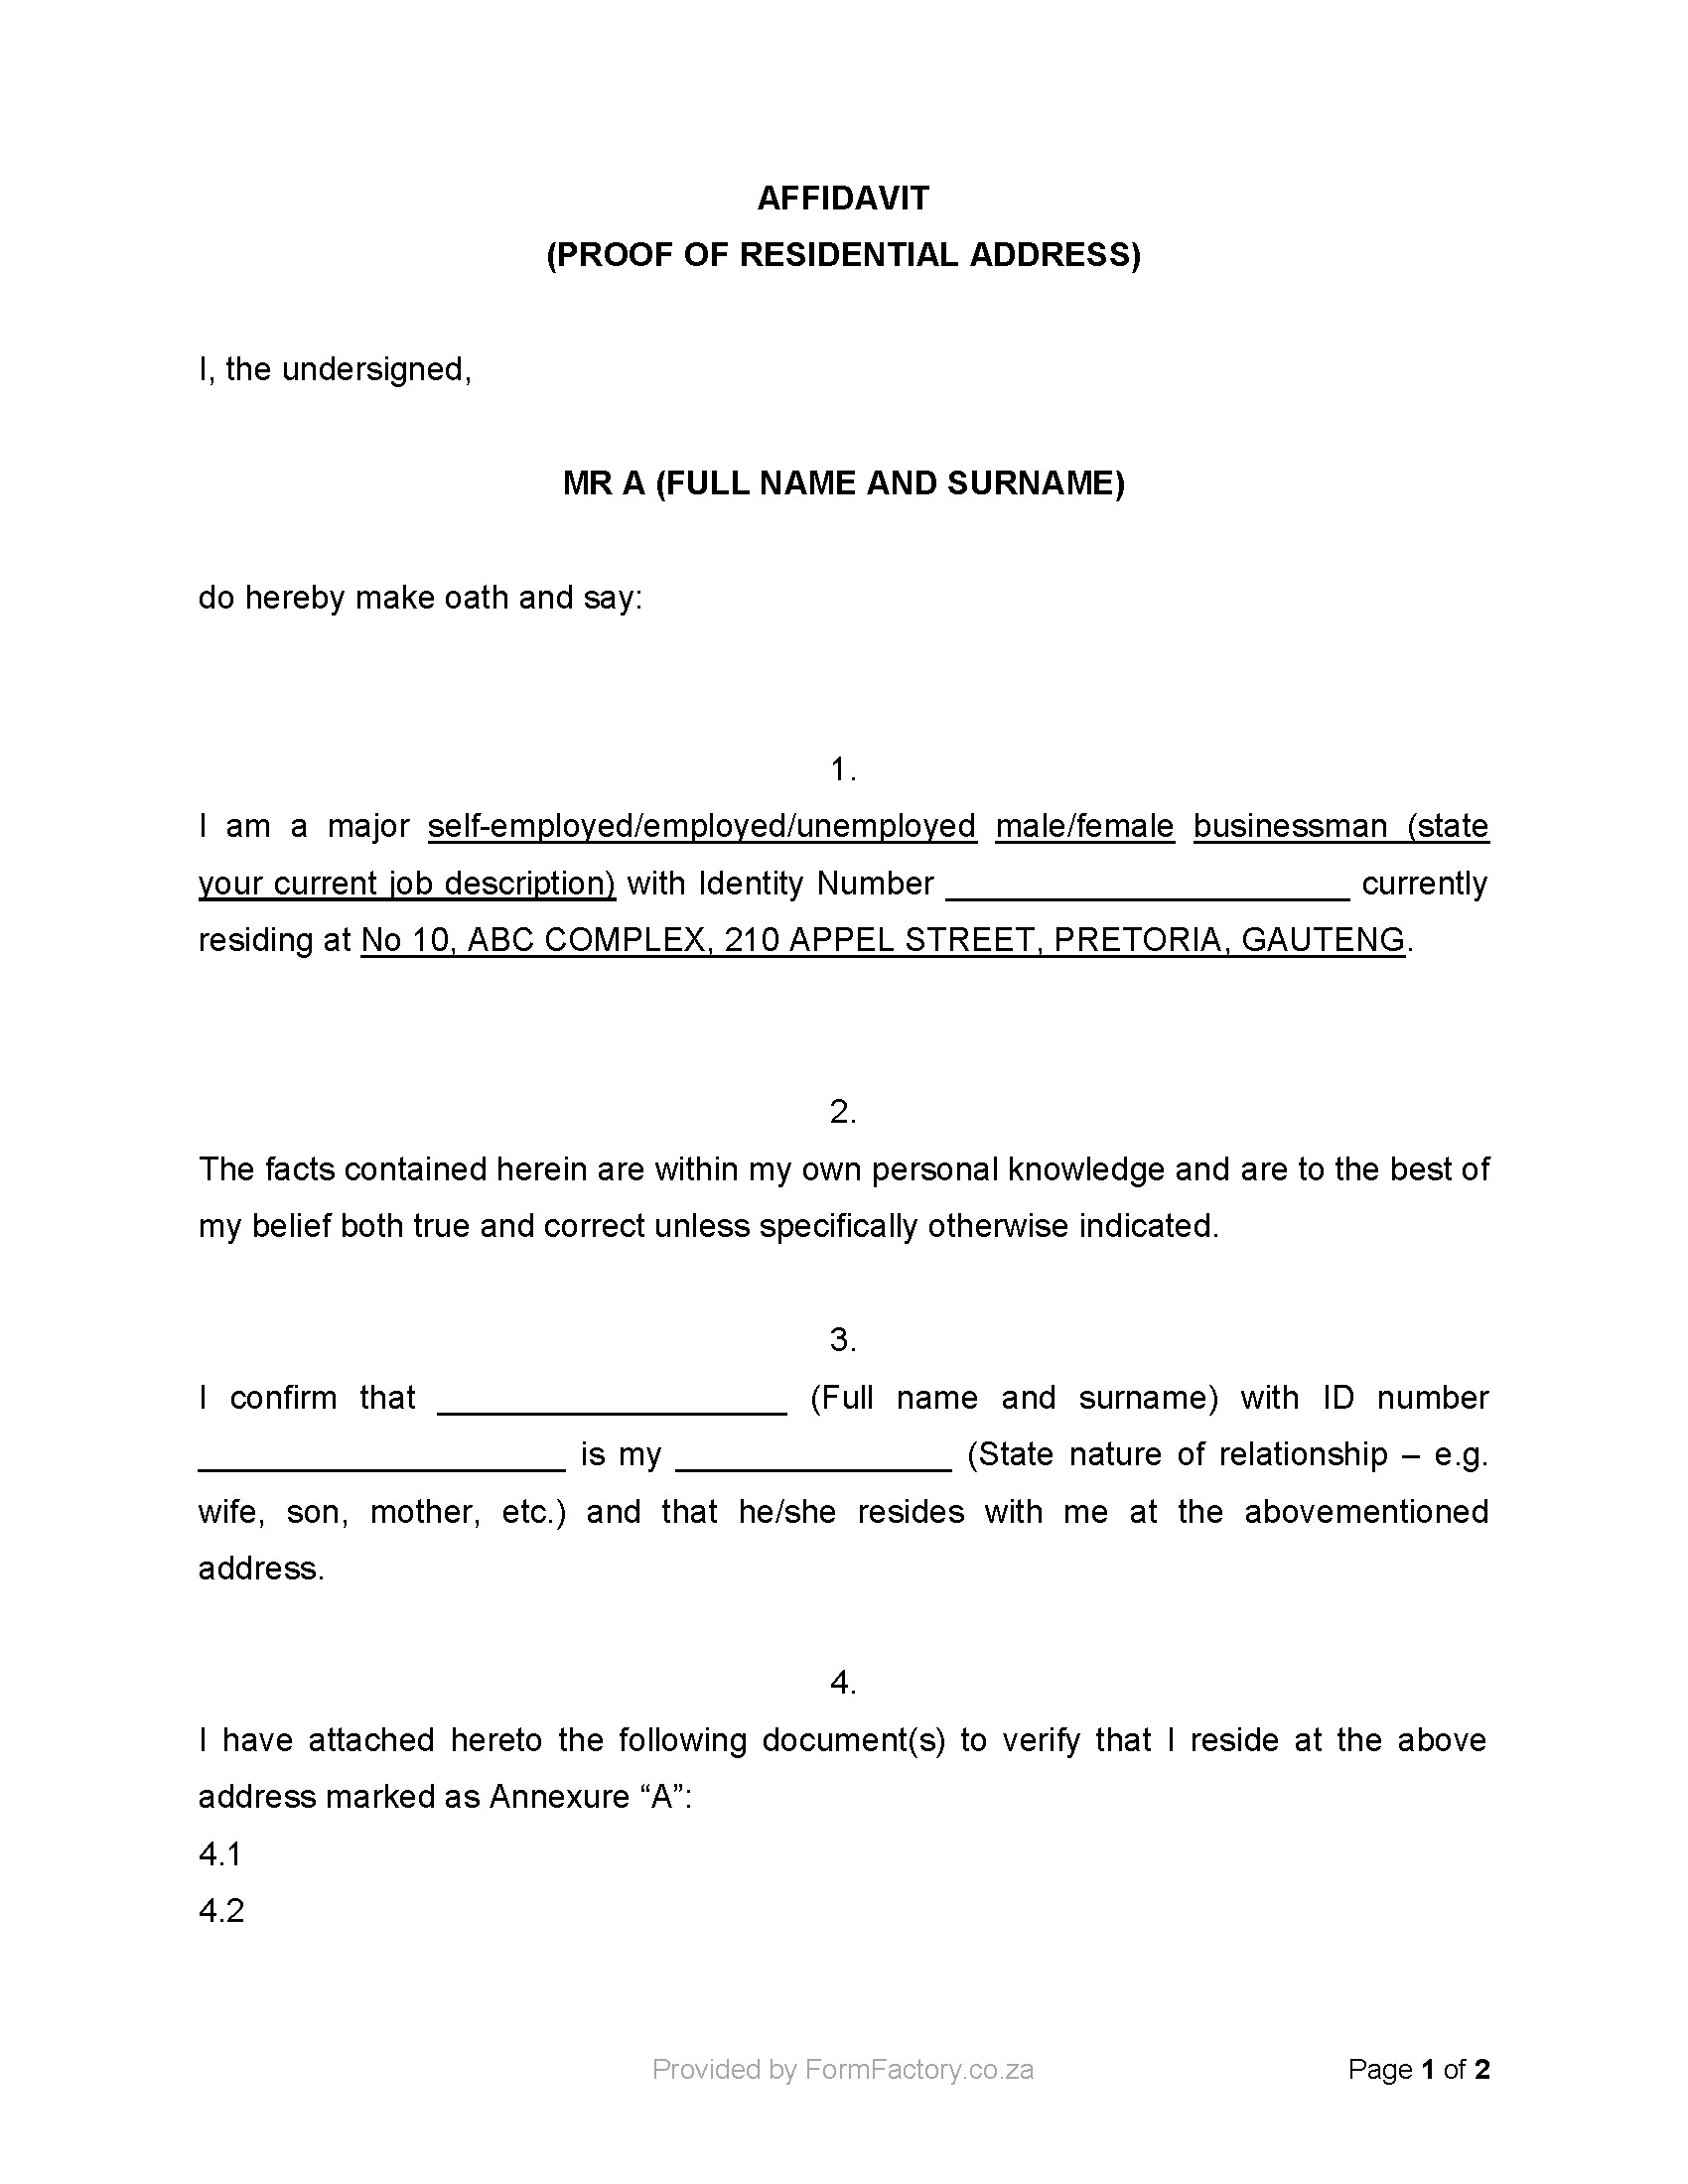 AFFIDAVIT
(PROOF OF RESIDENTIAL ADDRESS)
I, the undersigned,
MR A (FULL NAME AND SURNAME)
do hereby make oath and say:
1.
I am a major self-employed/employed/unemployed male/female businessman (state
your current job description) with Identity Number ______________________ currently
residing at No 10, ABC COMPLEX, 210 APPEL STREET, PRETORIA, GAUTENG.
2.
The facts contained herein are within my own personal knowledge and are to the best of
my belief both true and correct unless specifically otherwise indicated.
3.
I confirm that ___________________ (Full name and surname) with ID number
____________________ is my _______________ (State nature of relationship – e.g.
wife, son, mother, etc.) and that he/she resides with me at the abovementioned
address.
4.
I have attached hereto the following document(s) to verify that I reside at the above
address marked as Annexure “A”:
4.1
4.2
Provided by FormFactory.co.za Page 1 of 2